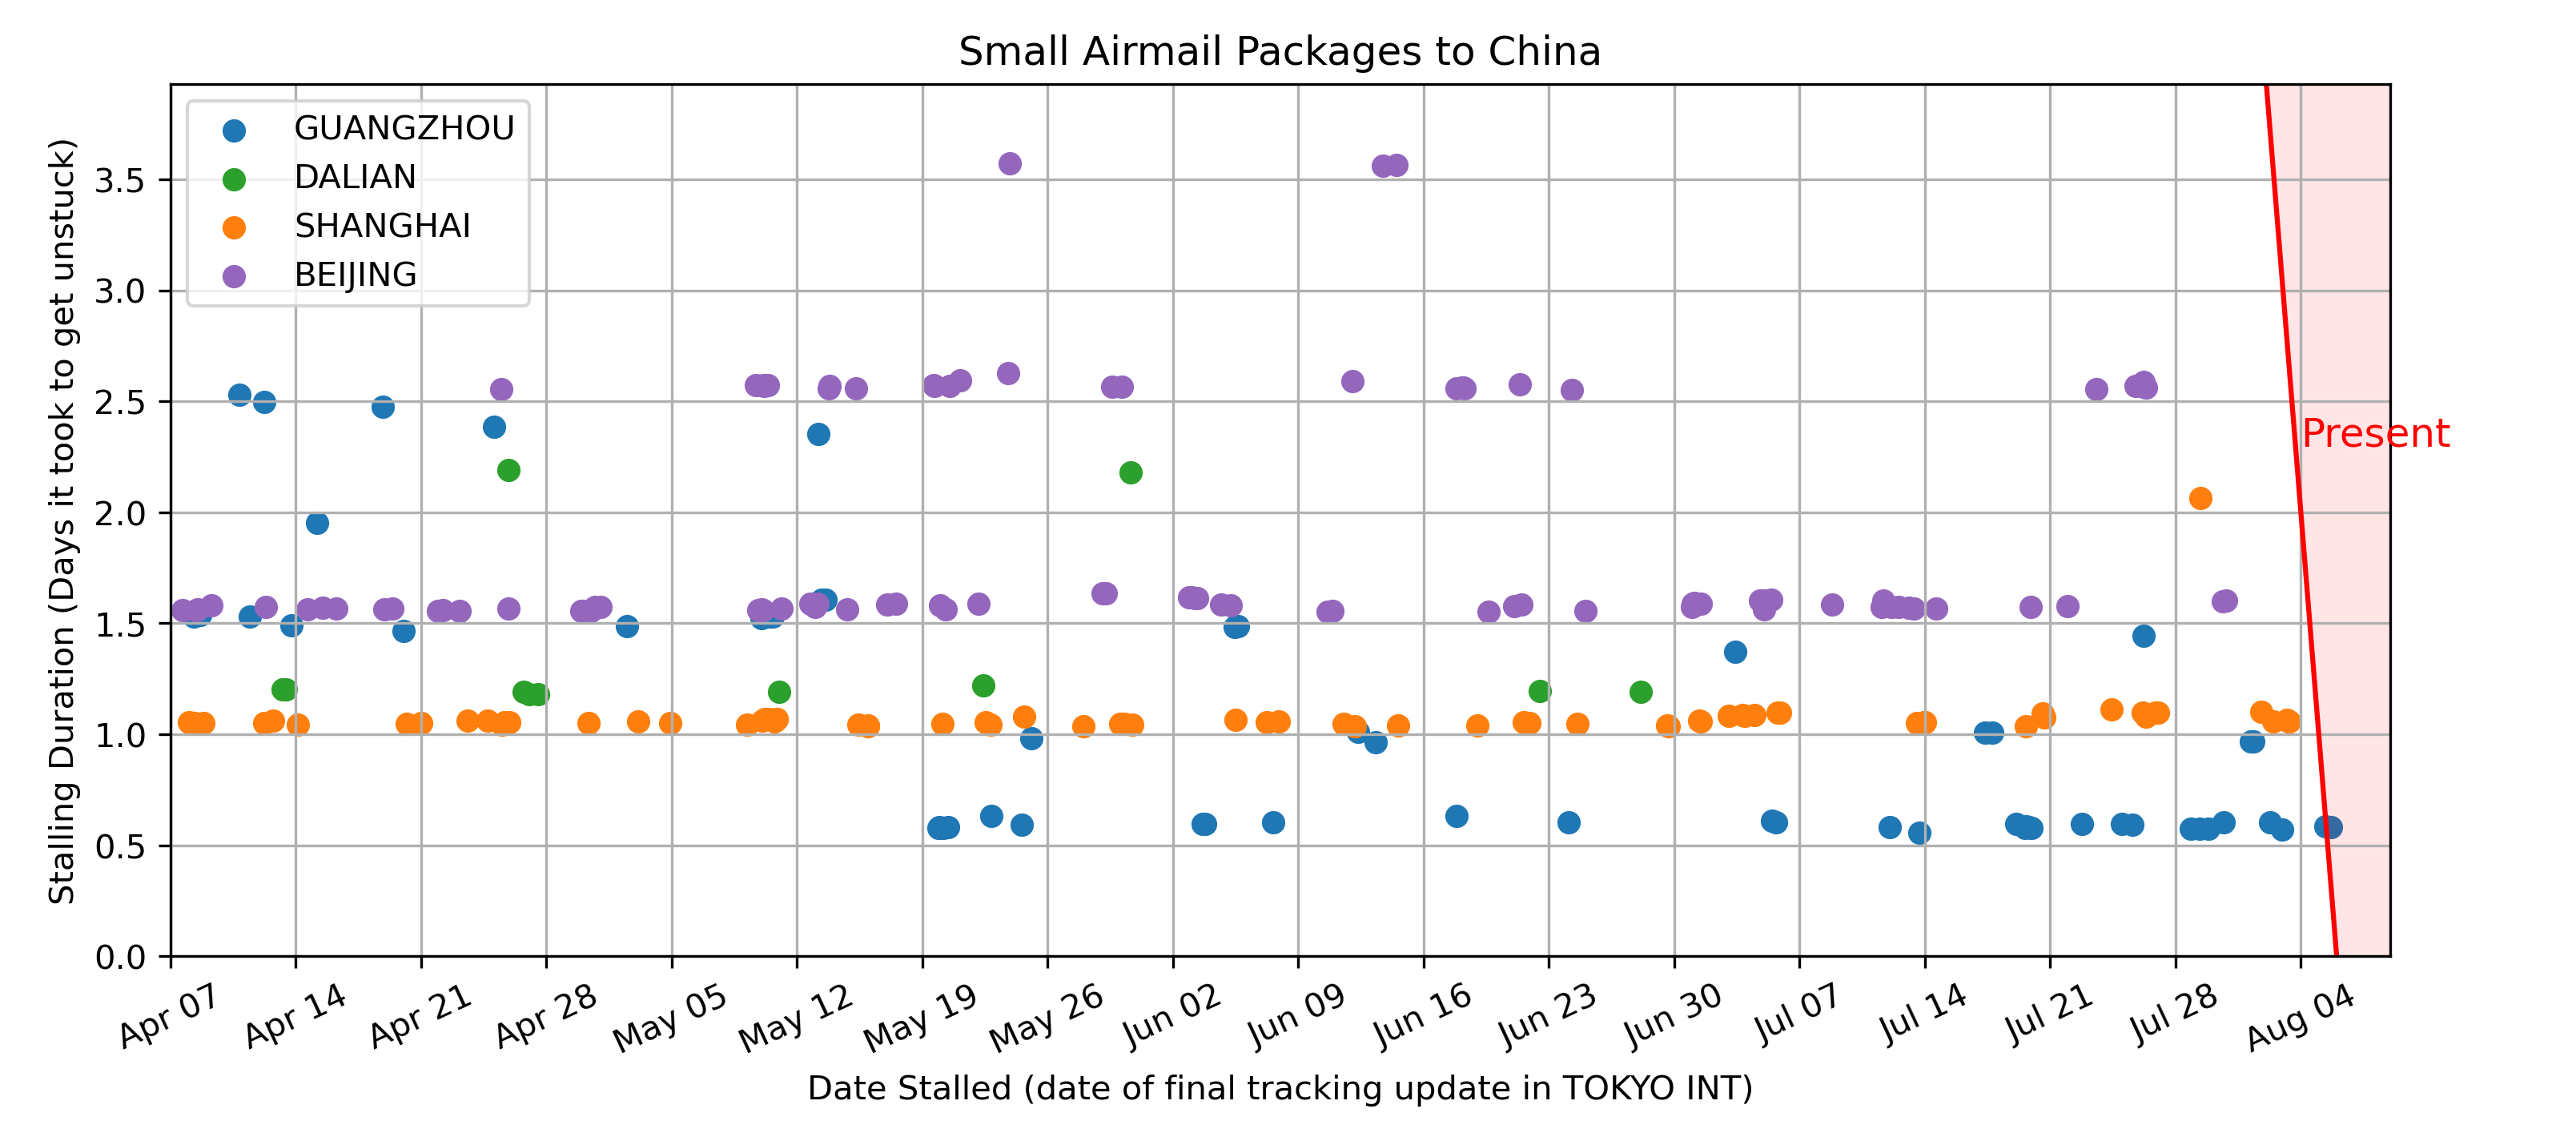 Small Airmail Packages to China
GUANGZHOU
DALIAN
SHANGHAI
BEIJING
Stalling Duration (Days it took to get unstuck)
3.5
3.0
2.5
2.0
1.5
1.0
0.5
0.0
Present
Apr 07 Apr 14 Apr 21 Apr 28 May 05 May 12 May 19 May 26 Jun 02 Jun 09 Jun 16 Jun 23 Jun 30 Jul 07 Jul 14 Jul 21 Jul 28 Aug 04
Date Stalled (date of final tracking update in TOKYO INT)